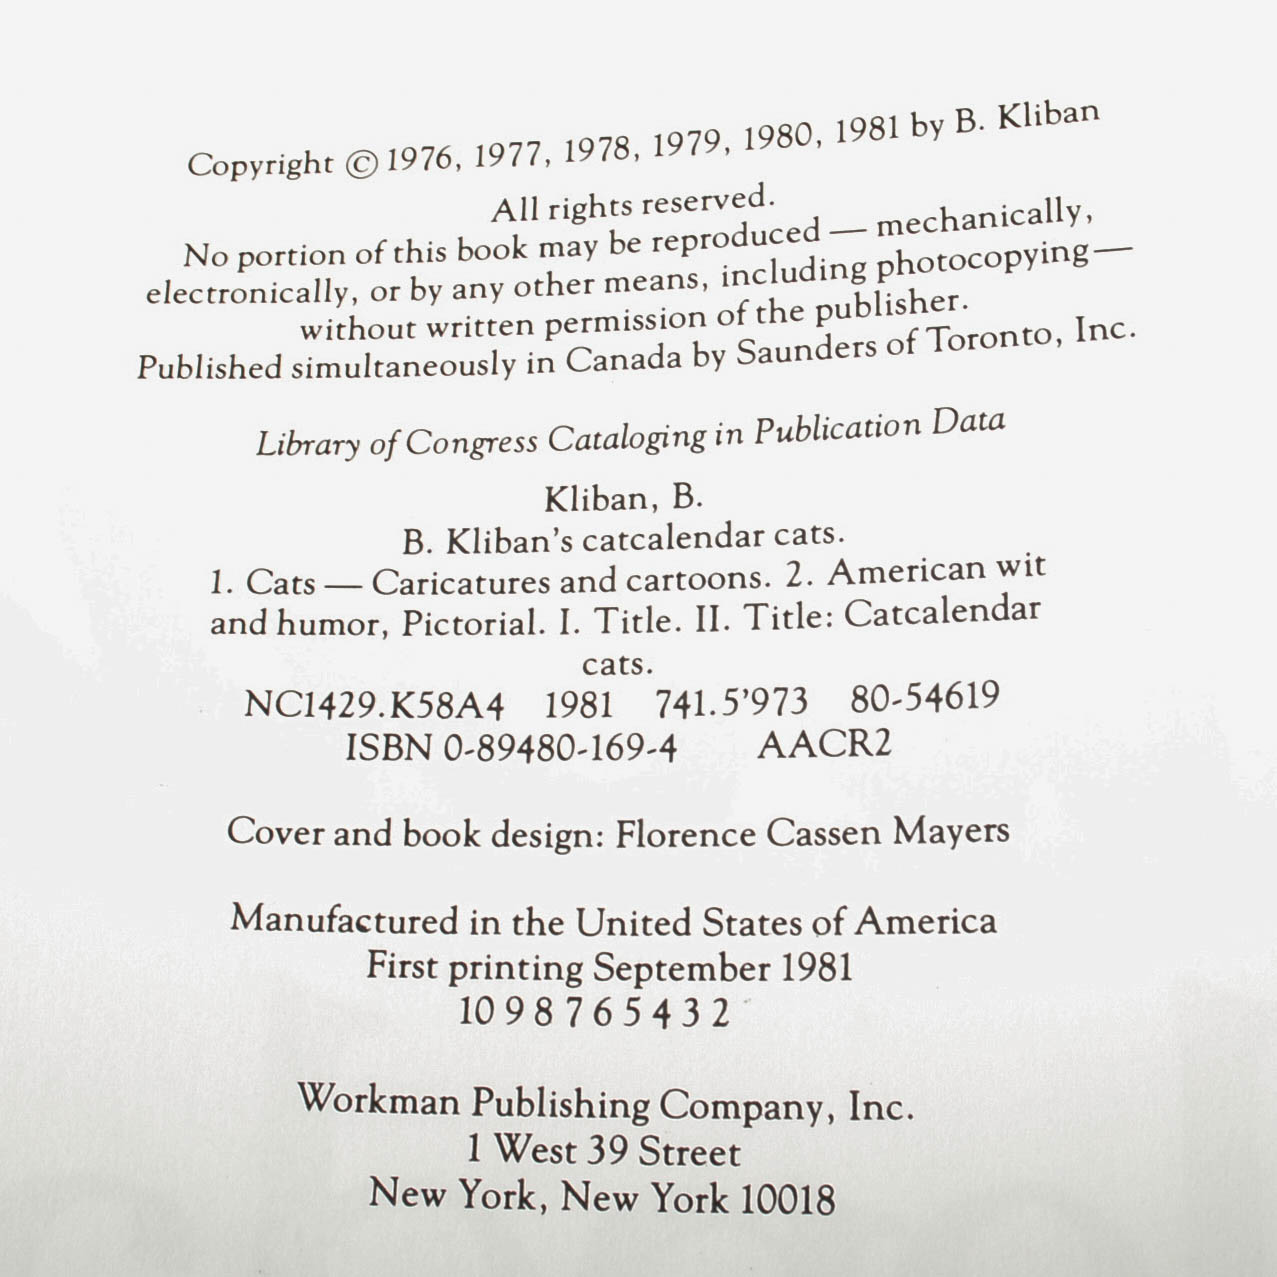 Copyright © 1976, 1977, 1978, 1979, 1980, 1981 by B. Kliban
All rights reserved.
No portion of this book may be reproduced — mechanically,
electronically, or by any other means, including photocopying —
without written permission of the publisher.
Published simultaneously in Canada by Saunders of Toronto, Inc.
Library of Congress Cataloging in Publication Data
Kliban, B.
B. Kliban's catcalendar cats.
1. Cats — Caricatures and cartoons. 2. American wit
and humor, Pictorial. I. Title. II. Title: Catcalendar
cats.
NC1429.K58A4 1981 741.5'973 80-54619
ISBN 0-89480-169-4 AACR2
Cover and book design: Florence Cassen Mayers
Manufactured in the United States of America
First printing September 1981
10 9 8 7 6 5 4 3 2
Workman Publishing Company, Inc.
1 West 39 Street
New York, New York 10018